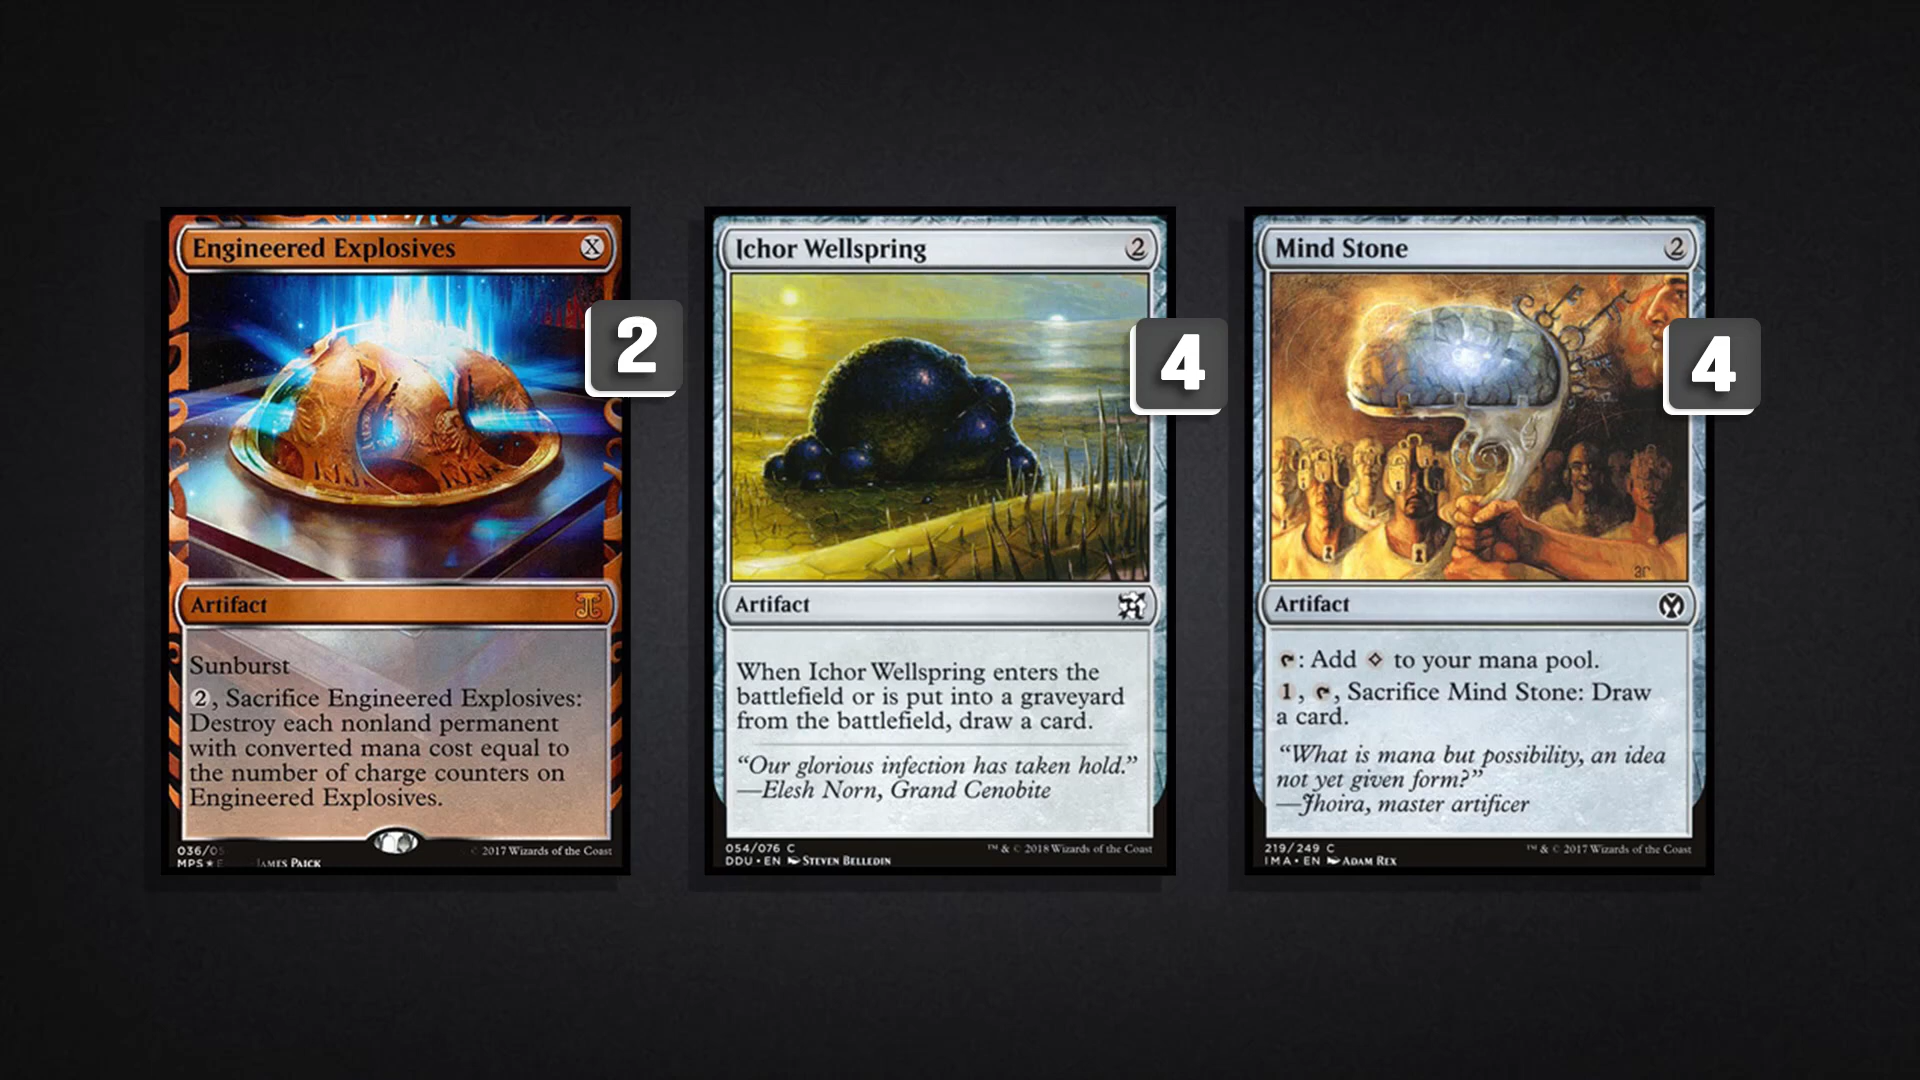 Engineered Explosives X
2
Artifact
Sunburst
2, Sacrifice Engineered Explosives:
Destroy each nonland permanent
with converted mana cost equal to
the number of charge counters on
Engineered Explosives.
036/05
MPS ★ E JAMES PAICK
© 2017 Wizards of the Coast
Ichor Wellspring 2
4
Artifact
When Ichor Wellspring enters the
battlefield or is put into a graveyard
from the battlefield, draw a card.
“Our glorious infection has taken hold.”
—Elesh Norn, Grand Cenobite
054/076 C
DDU • EN STEVEN BELLEDIN
™ & © 2018 Wizards of the Coast
Mind Stone 2
4
Artifact
: Add to your mana pool.
1, , Sacrifice Mind Stone: Draw
a card.
“What is mana but possibility, an idea
not yet given form?”
—Jhoira, master artificer
219/249 C
IMA • EN ADAM REX
™ & © 2017 Wizards of the Coast